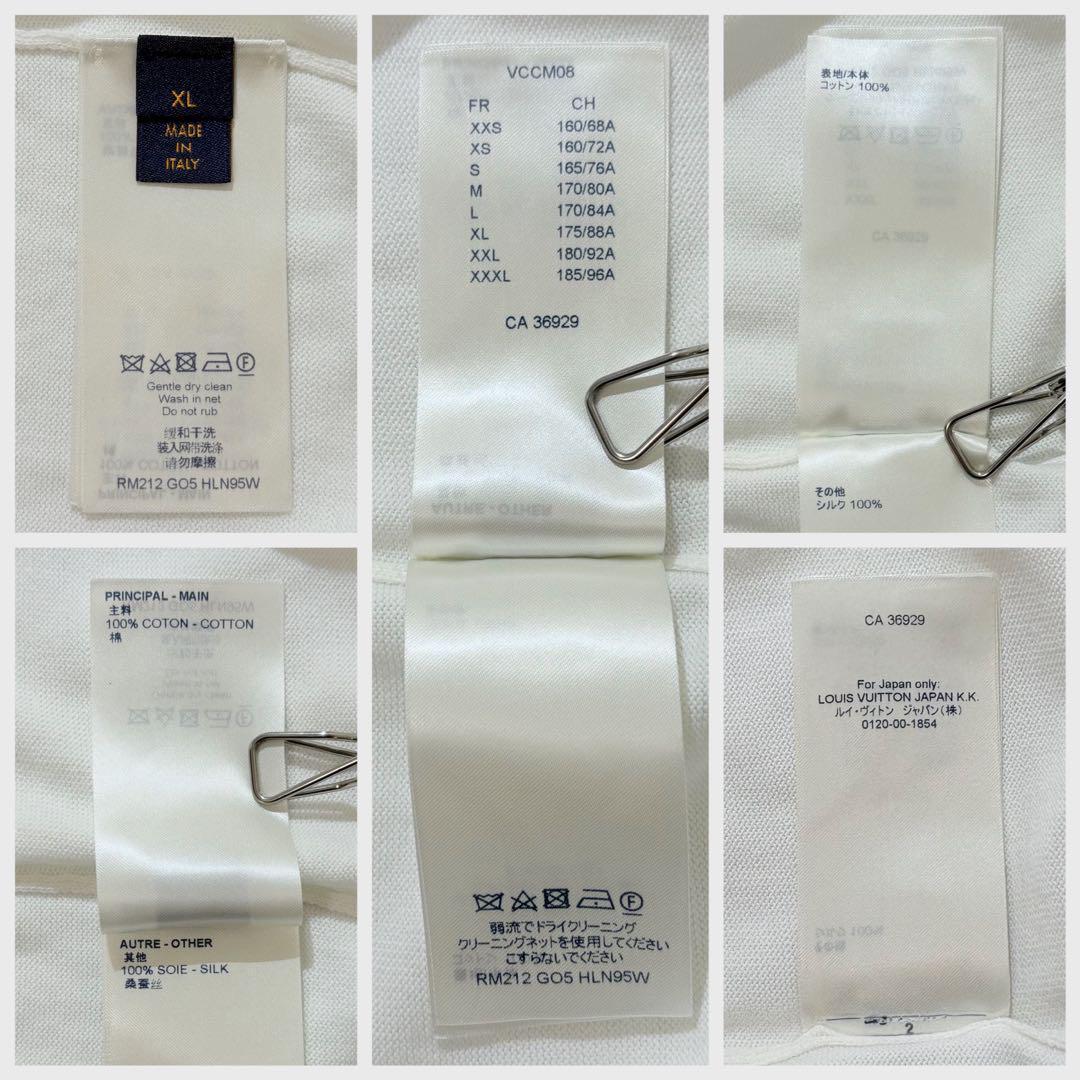 XL
MADE
IN
ITALY
Gentle dry clean
Wash in net
Do not rub
缓和干洗
装入网带洗涤
请勿摩擦
RM212 GO5 HLN95W
VCCM08
FR CH
XXS 160/68A
XS 160/72A
S 165/76A
M 170/80A
L 170/84A
XL 175/88A
XXL 180/92A
XXXL 185/96A
CA 36929
AUTRE - OTHER
弱流でドライクリーニング
クリーニングネットを使用してください
こすらないでください
RM212 GO5 HLN95W
表地/本体
コットン 100%
CA 36929
その他
シルク 100%
PRINCIPAL - MAIN
主料
100% COTON - COTTON
棉
AUTRE - OTHER
其他
100% SOIE - SILK
桑蚕丝
CA 36929
For Japan only:
LOUIS VUITTON JAPAN K.K.
ルイ・ヴィトン ジャパン(株)
0120-00-1854
2